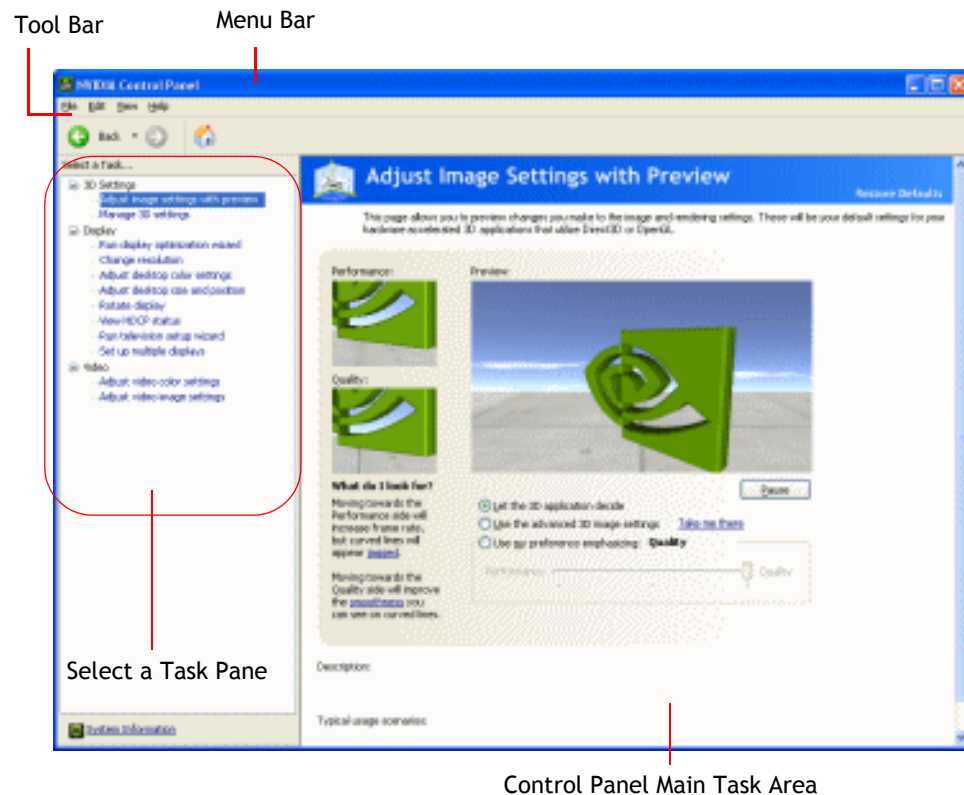 Tool Bar
Menu Bar
NVIDIA Control Panel
File Edit View Help
Back
Select a Task...
3D Settings
Adjust image settings with preview
Manage 3D settings
Display
Run display optimization wizard
Change resolution
Adjust desktop color settings
Adjust desktop size and position
Rotate display
View HDCP status
Run television setup wizard
Set up multiple displays
Video
Adjust video color settings
Adjust video image settings
Select a Task Pane
System Information
Adjust Image Settings with Preview
Restore Defaults
This page allows you to preview changes you make to the image and rendering settings. These will be your default settings for your
hardware accelerated 3D applications that utilize Direct3D or OpenGL.
Performance:
Preview:
Quality:
What do I look for?
Moving towards the
Performance side will
increase frame rate,
but curved lines will
appear jagged.
Moving towards the
Quality side will improve
the smoothness you
can see on curved lines.
Pause
Let the 3D application decide
Use the advanced 3D image settings Take me there
Use my preference emphasizing: Quality
Performance Quality
Description:
Typical usage scenarios:
Control Panel Main Task Area